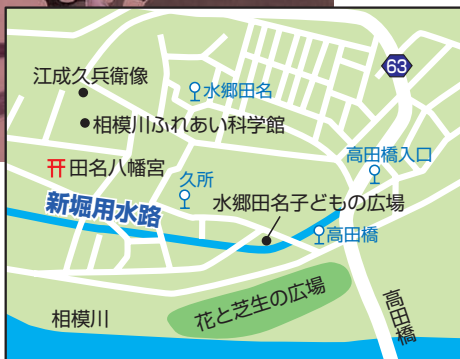 63
江成久兵衛像
水郷田名
相模川ふれあい科学館
高田橋入口
田名八幡宮
久所
水郷田名子どもの広場
新堀用水路
高田橋
花と芝生の広場
相模川
高田橋